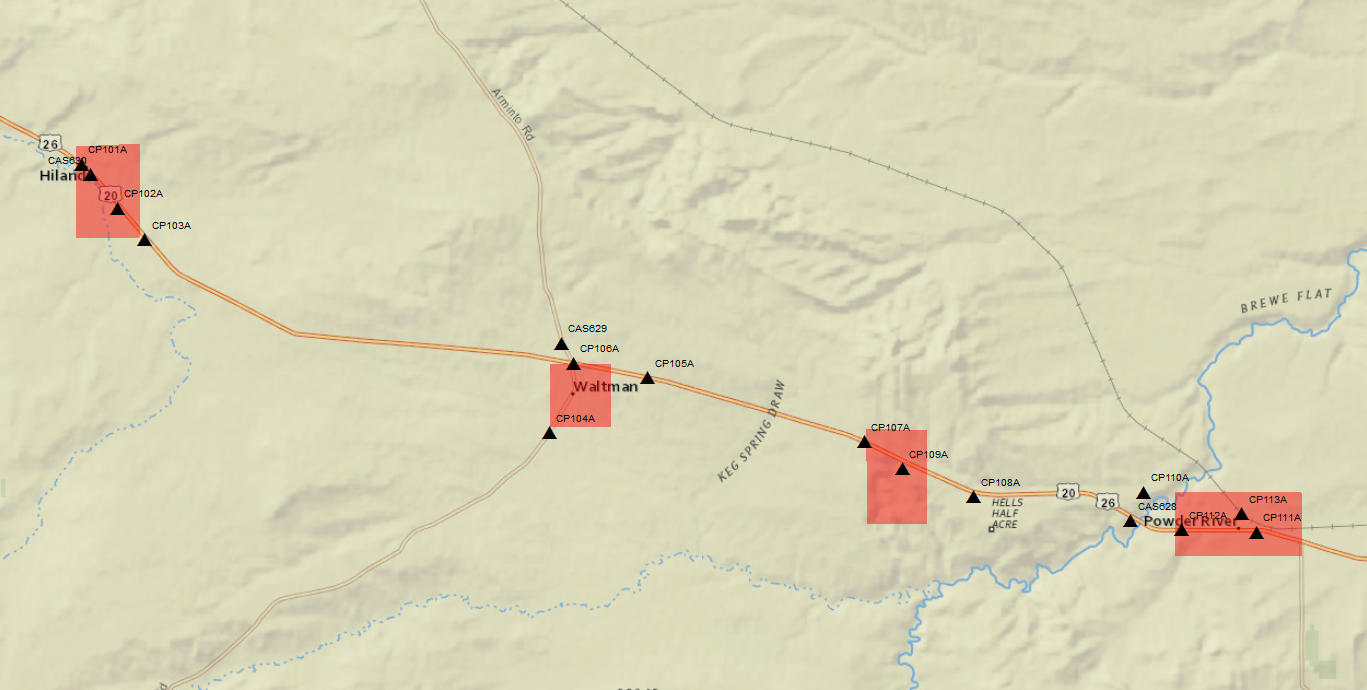 Arminto Rd
26
CP101A
CAS630
Hiland
20
CP102A
CP103A
BREWE FLAT
CAS629
CP106A
CP105A
Waltman
CP104A
KEG SPRING DRAW
CP107A
CP109A
CP108A
HELLS
HALF
ACRE
20
26
CP110A
CAS628
Powder River
CP112A
CP113A
CP111A